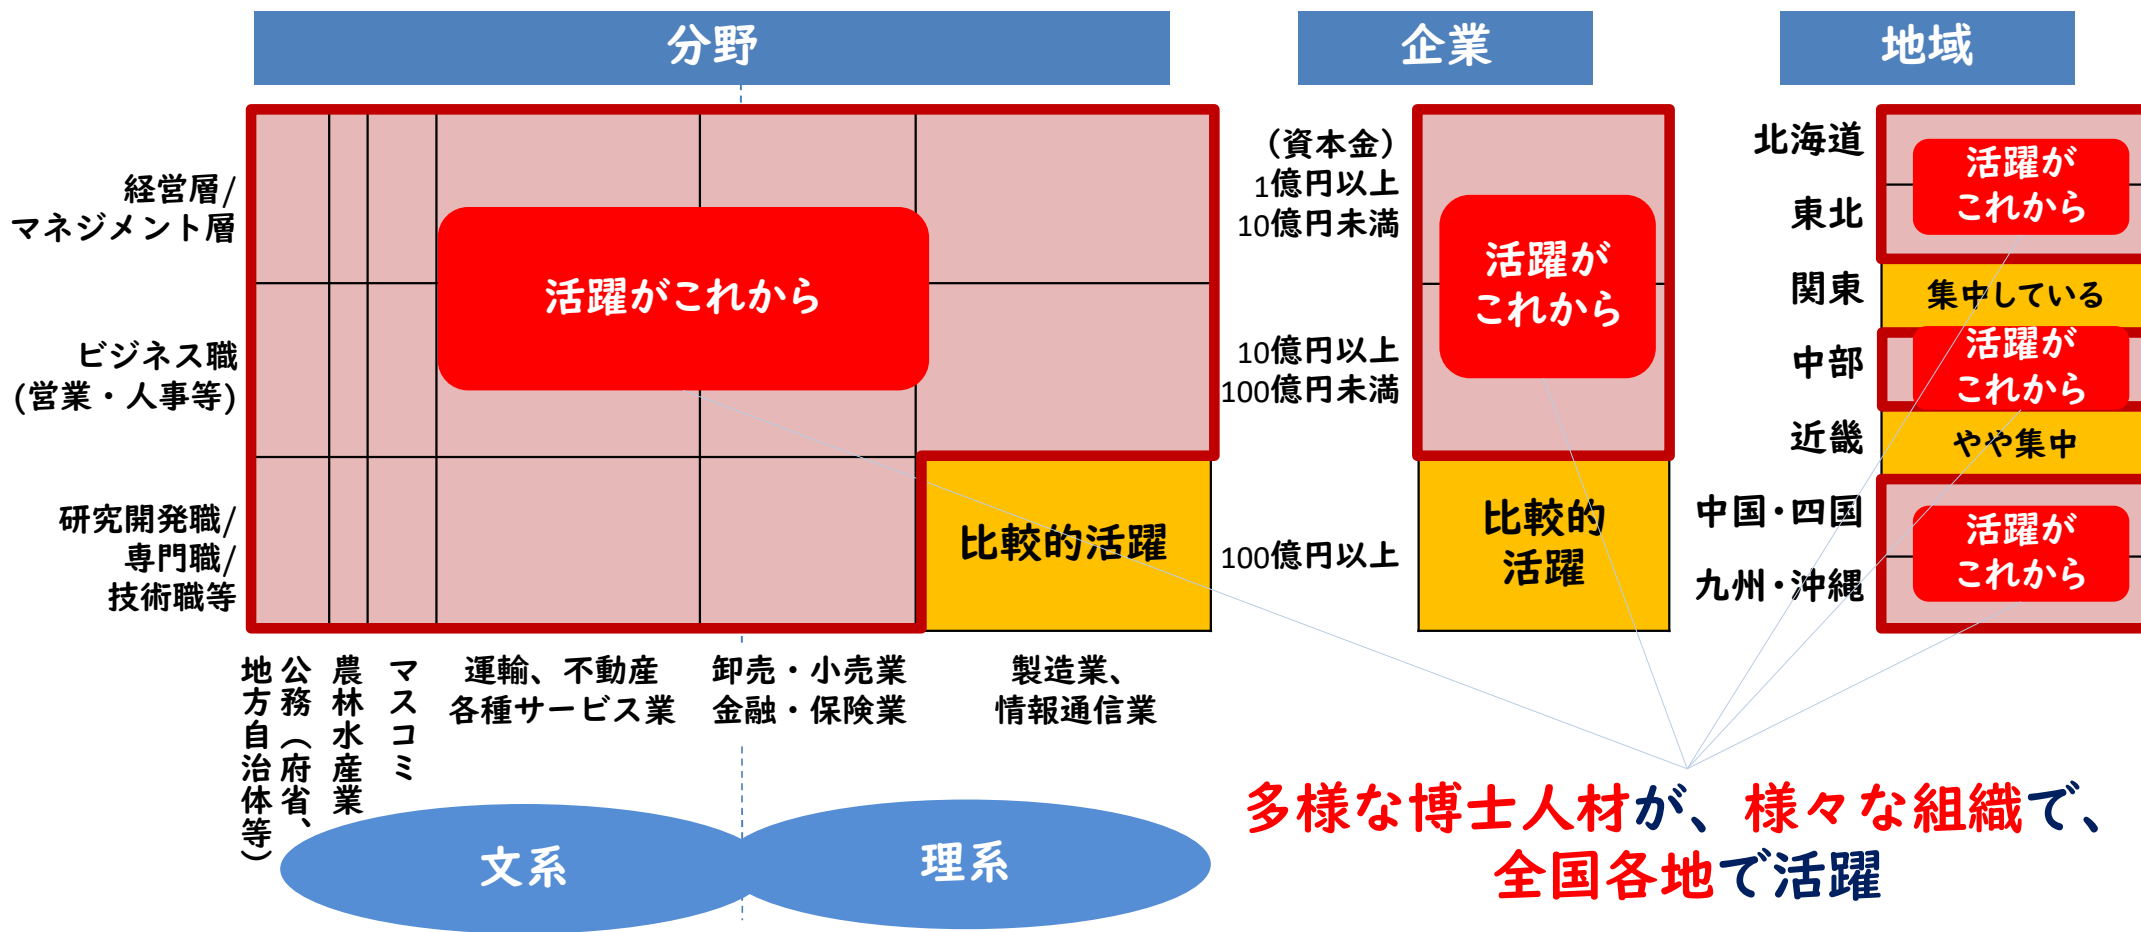 分野
経営層/
マネジメント層
ビジネス職
(営業・人事等)
研究開発職/
専門職/
技術職等
活躍がこれから
比較的活躍
公務（府省、
地方自治体等）
農林水産業
マスコミ
運輸、不動産
各種サービス業
卸売・小売業
金融・保険業
製造業、
情報通信業
文系
理系
企業
（資本金）
1億円以上
10億円未満
10億円以上
100億円未満
100億円以上
活躍が
これから
比較的
活躍
地域
北海道
東北
関東
中部
近畿
中国・四国
九州・沖縄
活躍が
これから
集中している
活躍が
これから
やや集中
活躍が
これから
多様な博士人材が、様々な組織で、
全国各地で活躍